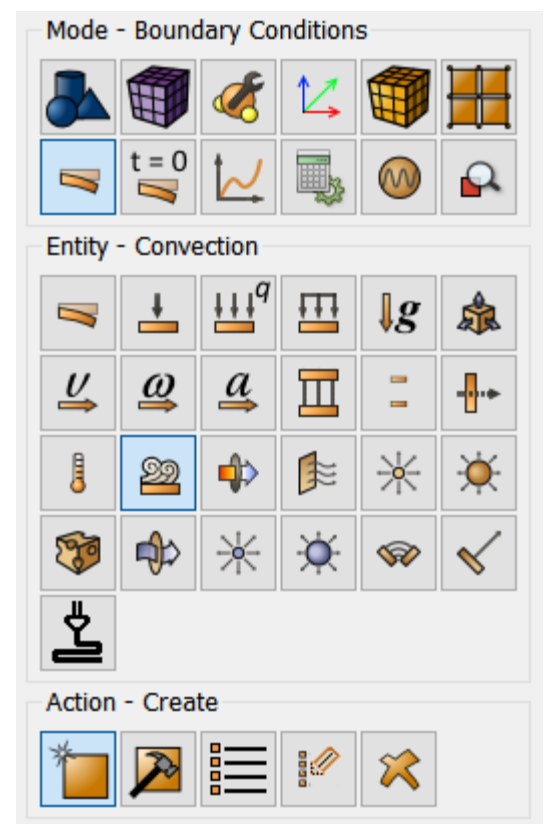 Mode - Boundary Conditions
t = 0
Entity - Convection
q
g
υ ω a
Action - Create